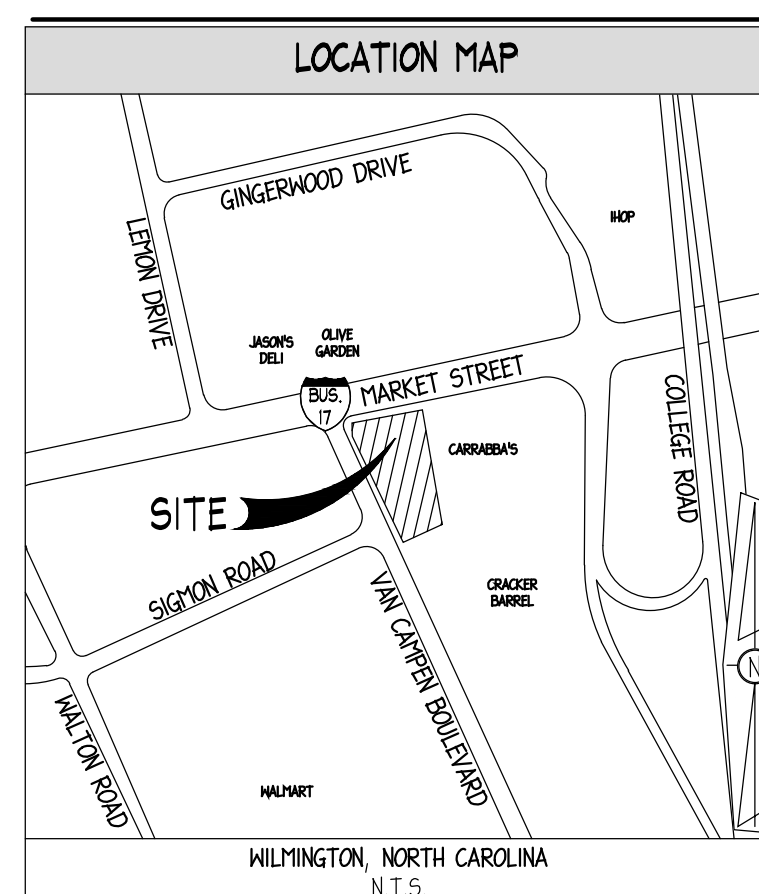 LOCATION MAP
GINGERWOOD DRIVE
IHOP
LEMON DRIVE
JASON'S
DELI
OLIVE
GARDEN
MARKET STREET
BUS.
17
COLLEGE ROAD
CARRABBA'S
SITE
SIGMON ROAD
CRACKER
BARREL
VAN CAMPEN BOULEVARD
N
WALTON ROAD
WALMART
WILMINGTON, NORTH CAROLINA
N.T.S.